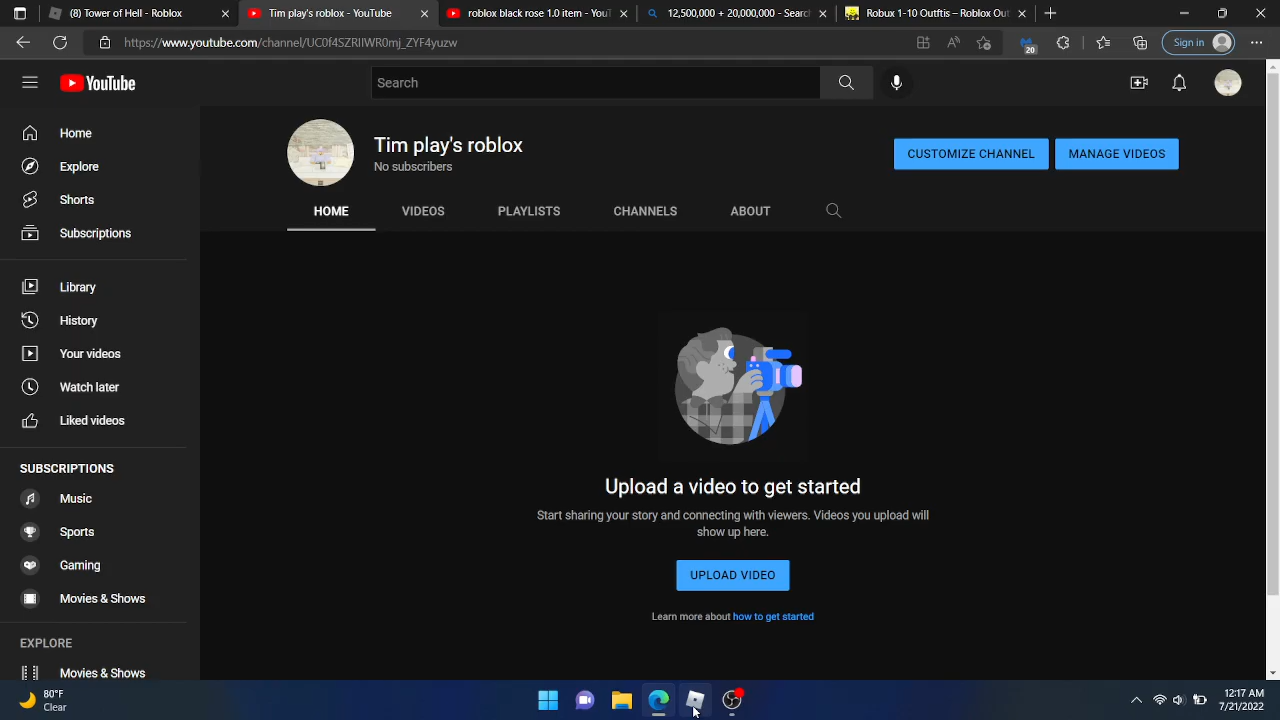 (8) Tower of Hell - Roblox
Tim play's roblox - YouTube
roblox black rose 1.0 item - YouT
12,500,000 + 20,000,000 - Searc
Robux 1-10 Outfits - Roblox Out
https://www.youtube.com/channel/UC0f4SZRIIWR0mj_ZYF4yuzw
20
Sign in
YouTube
Search
Home
Explore
Shorts
Subscriptions
Library
History
Your videos
Watch later
Liked videos
SUBSCRIPTIONS
Music
Sports
Gaming
Movies & Shows
EXPLORE
Movies & Shows
Tim play's roblox
No subscribers
CUSTOMIZE CHANNEL
MANAGE VIDEOS
HOME
VIDEOS
PLAYLISTS
CHANNELS
ABOUT
Upload a video to get started
Start sharing your story and connecting with viewers. Videos you upload will
show up here.
UPLOAD VIDEO
Learn more about how to get started
80°F
Clear
12:17 AM
7/21/2022